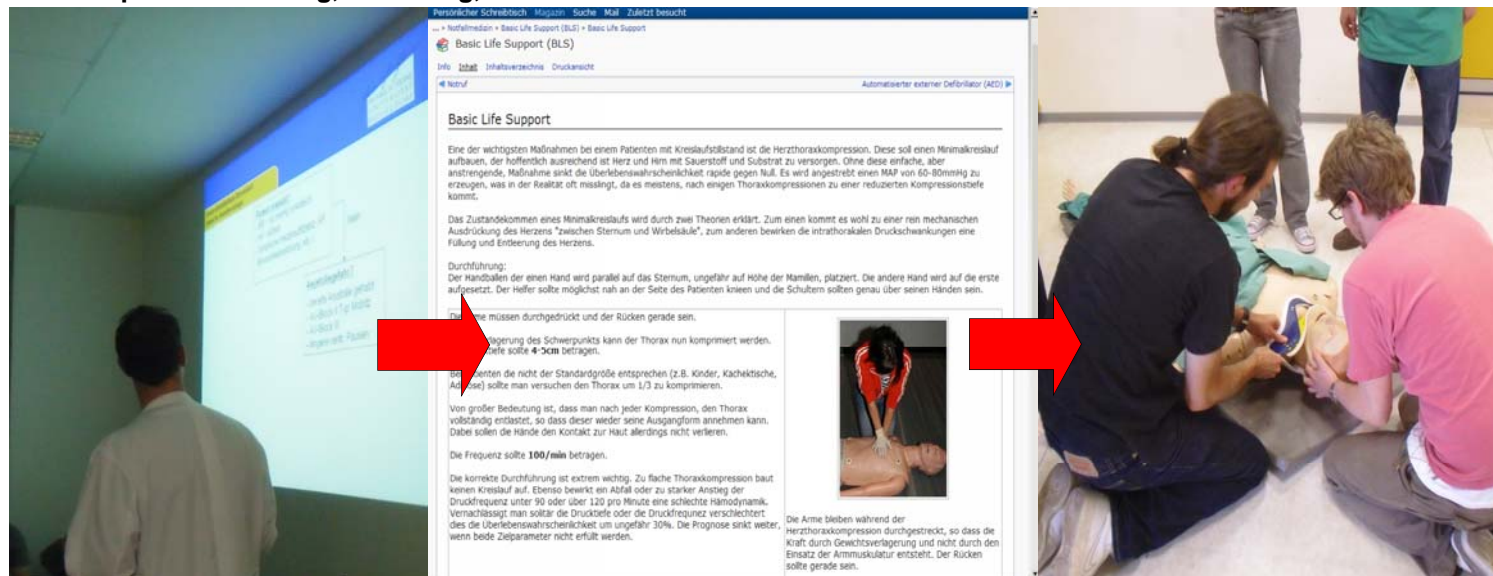 Persönlicher Schreibtisch Magazin Suche Mail Zuletzt besucht
... » Notfallmedizin » Basic Life Support (BLS) » Basic Life Support
Basic Life Support (BLS)
Info Inhalt Inhaltsverzeichnis Druckansicht
Notruf Automatisierter externer Defibrillator (AED)
Basic Life Support
Eine der wichtigsten Maßnahmen bei einem Patienten mit Kreislaufstillstand ist die Herzthoraxkompression. Diese soll einen Minimalkreislauf
aufbauen, der hoffentlich ausreichend ist Herz und Hirn mit Sauerstoff und Substrat zu versorgen. Ohne diese einfache, aber
anstrengende, Maßnahme sinkt die Überlebenswahrscheinlichkeit rapide gegen Null. Es wird angestrebt einen MAP von 60-80mmHg zu
erzeugen, was in der Realität oft misslingt, da es meistens, nach einigen Thoraxkompressionen zu einer reduzierten Kompressionstiefe
kommt.
Das Zustandekommen eines Minimalkreislaufs wird durch zwei Theorien erklärt. Zum einen kommt es wohl zu einer rein mechanischen
Ausdrückung des Herzens "zwischen Sternum und Wirbelsäule", zum anderen bewirken die intrathorakalen Druckschwankungen eine
Füllung und Entleerung des Herzens.
Durchführung:
Der Handballen der einen Hand wird parallel auf das Sternum, ungefähr auf Höhe der Mamillen, platziert. Die andere Hand wird auf die erste
aufgesetzt. Der Helfer sollte möglichst nah an der Seite des Patienten knieen und die Schultern sollten genau über seinen Händen sein.
müssen durchgedrückt und der Rücken gerade sein.
des Schwerpunkts kann der Thorax nun komprimiert werden.
sollte 4-5cm betragen.
die nicht der Standardgröße entsprechen (z.B. Kinder, Kachektische,
sollte man versuchen den Thorax um 1/3 zu komprimieren.
Von großer Bedeutung ist, dass man nach jeder Kompression, den Thorax
vollständig entlastet, so dass dieser wieder seine Ausgangform annehmen kann.
Dabei sollen die Hände den Kontakt zur Haut allerdings nicht verlieren.
Die Frequenz sollte 100/min betragen.
Die korrekte Durchführung ist extrem wichtig. Zu flache Thoraxkompression baut
keinen Kreislauf auf. Ebenso bewirkt ein Abfall oder zu starker Anstieg der
Druckfrequenz unter 90 oder über 120 pro Minute eine schlechte Hämodynamik.
Vernachlässigt man solitär die Drucktiefe oder die Druckfrequnez verschlechtert
dies die Überlebenswahrscheinlichkeit um ungefähr 30%. Die Prognose sinkt weiter,
wenn beide Zielparameter nicht erfüllt werden.
Die Arme bleiben während der
Herzthoraxkompression durchgestreckt, so dass die
Kraft durch Gewichtsverlagerung und nicht durch den
Einsatz der Armmuskulatur entsteht. Der Rücken
sollte gerade sein.